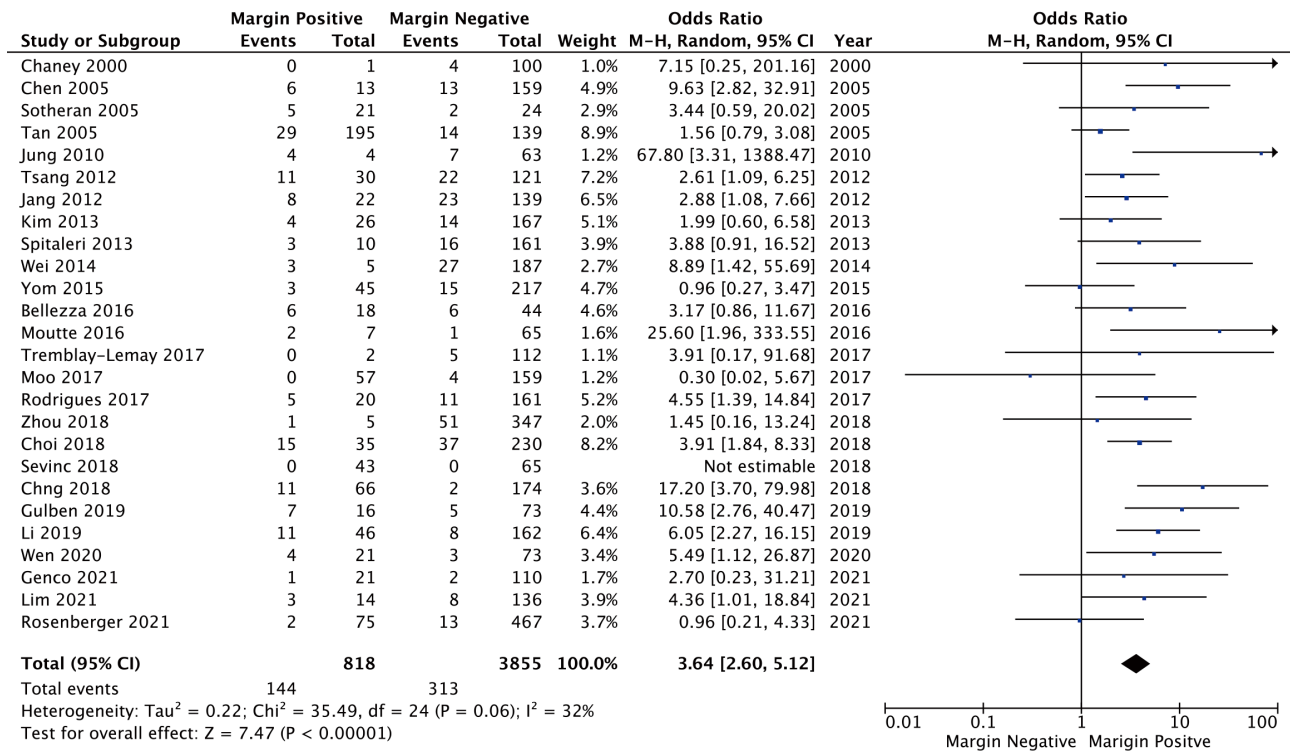 Margin Positive Margin Negative Odds Ratio Odds Ratio
Study or Subgroup Events Total Events Total Weight M-H, Random, 95% CI Year M-H, Random, 95% CI
Chaney 2000 0 1 4 100 1.0% 7.15 [0.25, 201.16] 2000
Chen 2005 6 13 13 159 4.9% 9.63 [2.82, 32.91] 2005
Sotheran 2005 5 21 2 24 2.9% 3.44 [0.59, 20.02] 2005
Tan 2005 29 195 14 139 8.9% 1.56 [0.79, 3.08] 2005
Jung 2010 4 4 7 63 1.2% 67.80 [3.31, 1388.47] 2010
Tsang 2012 11 30 22 121 7.2% 2.61 [1.09, 6.25] 2012
Jang 2012 8 22 23 139 6.5% 2.88 [1.08, 7.66] 2012
Kim 2013 4 26 14 167 5.1% 1.99 [0.60, 6.58] 2013
Spitaleri 2013 3 10 16 161 3.9% 3.88 [0.91, 16.52] 2013
Wei 2014 3 5 27 187 2.7% 8.89 [1.42, 55.69] 2014
Yom 2015 3 45 15 217 4.7% 0.96 [0.27, 3.47] 2015
Bellezza 2016 6 18 6 44 4.6% 3.17 [0.86, 11.67] 2016
Moutte 2016 2 7 1 65 1.6% 25.60 [1.96, 333.55] 2016
Tremblay-Lemay 2017 0 2 5 112 1.1% 3.91 [0.17, 91.68] 2017
Moo 2017 0 57 4 159 1.2% 0.30 [0.02, 5.67] 2017
Rodrigues 2017 5 20 11 161 5.2% 4.55 [1.39, 14.84] 2017
Zhou 2018 1 5 51 347 2.0% 1.45 [0.16, 13.24] 2018
Choi 2018 15 35 37 230 8.2% 3.91 [1.84, 8.33] 2018
Sevinc 2018 0 43 0 65 Not estimable 2018
Chng 2018 11 66 2 174 3.6% 17.20 [3.70, 79.98] 2018
Gulben 2019 7 16 5 73 4.4% 10.58 [2.76, 40.47] 2019
Li 2019 11 46 8 162 6.4% 6.05 [2.27, 16.15] 2019
Wen 2020 4 21 3 73 3.4% 5.49 [1.12, 26.87] 2020
Genco 2021 1 21 2 110 1.7% 2.70 [0.23, 31.21] 2021
Lim 2021 3 14 8 136 3.9% 4.36 [1.01, 18.84] 2021
Rosenberger 2021 2 75 13 467 3.7% 0.96 [0.21, 4.33] 2021
Total (95% CI) 818 3855 100.0% 3.64 [2.60, 5.12]
Total events 144 313
Heterogeneity: Tau² = 0.22; Chi² = 35.49, df = 24 (P = 0.06); I² = 32%
Test for overall effect: Z = 7.47 (P < 0.00001)
0.01 0.1 1 10 100
Margin Negative Marigin Positve